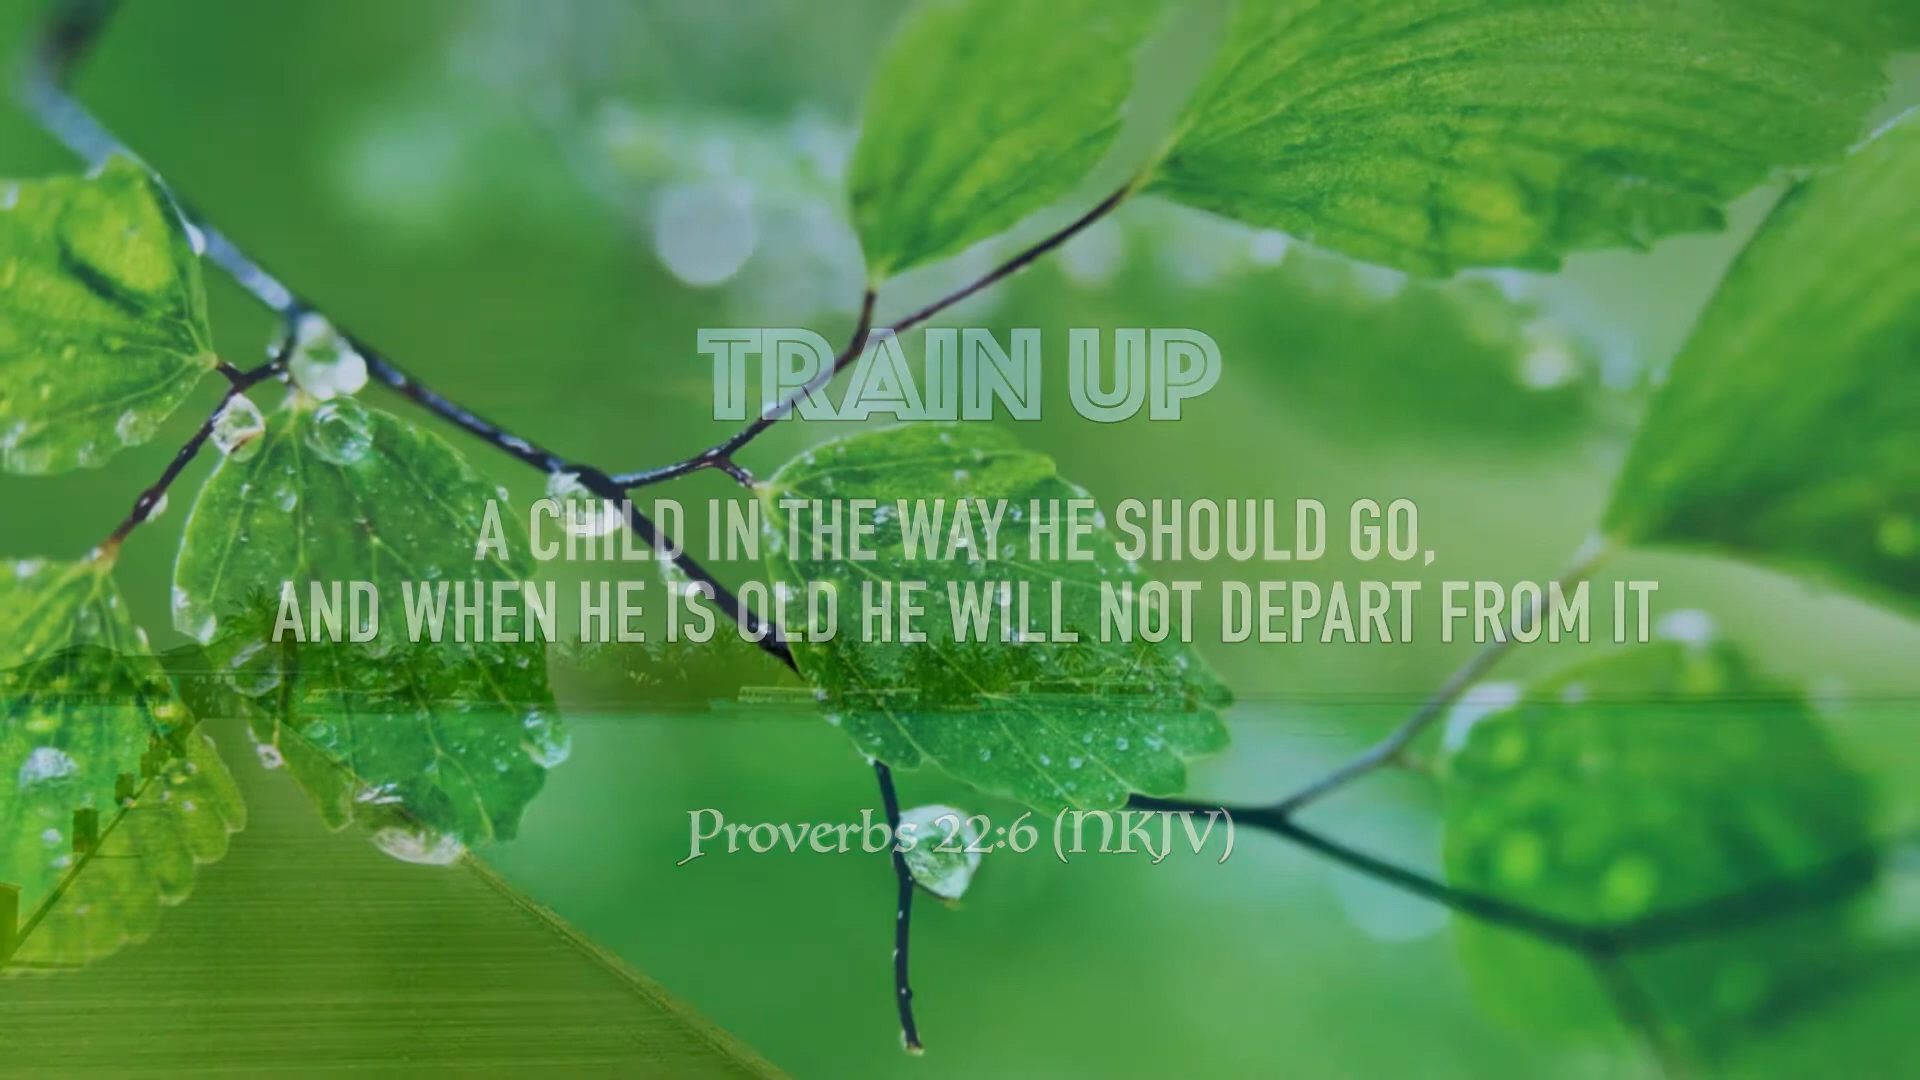 TRAIN UP
A CHILD IN THE WAY HE SHOULD GO,
AND WHEN HE IS OLD HE WILL NOT DEPART FROM IT
Proverbs 22:6 (NKJV)